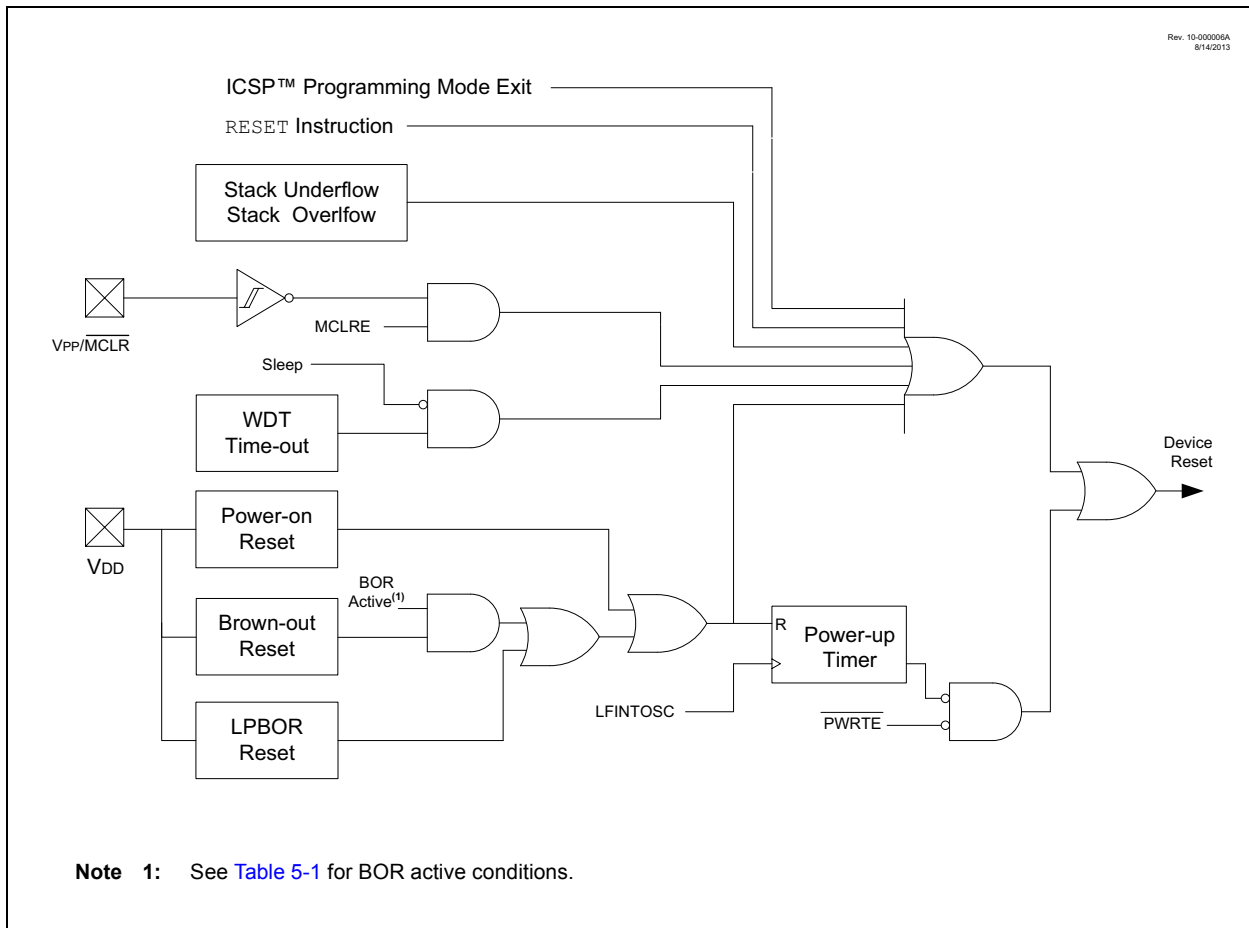 Rev. 10-000006A
8/14/2013
ICSP™ Programming Mode Exit
RESET Instruction
Stack Underflow
Stack Overlfow
VPP/MCLR
MCLRE
Sleep
WDT
Time-out
Device
Reset
Power-on
Reset
VDD
BOR
Active(1)
Brown-out
Reset
R
Power-up
Timer
LFINTOSC
PWRTE
LPBOR
Reset
Note 1: See Table 5-1 for BOR active conditions.